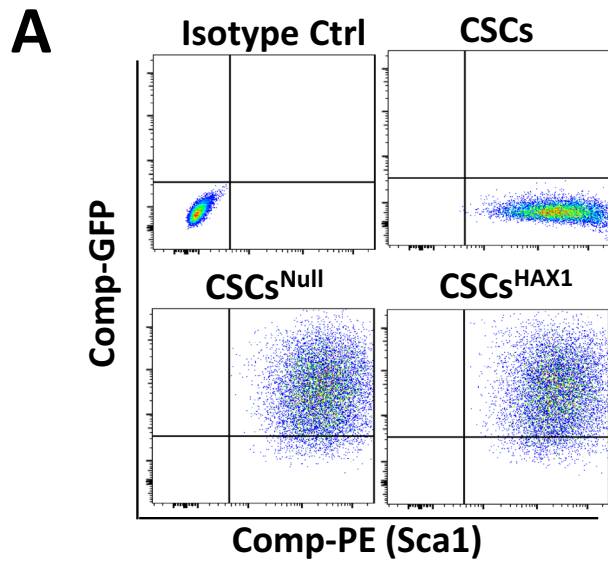 A
Isotype Ctrl
CSCs
CSCsNull
CSCsHAX1
Comp-GFP
Comp-PE (Sca1)